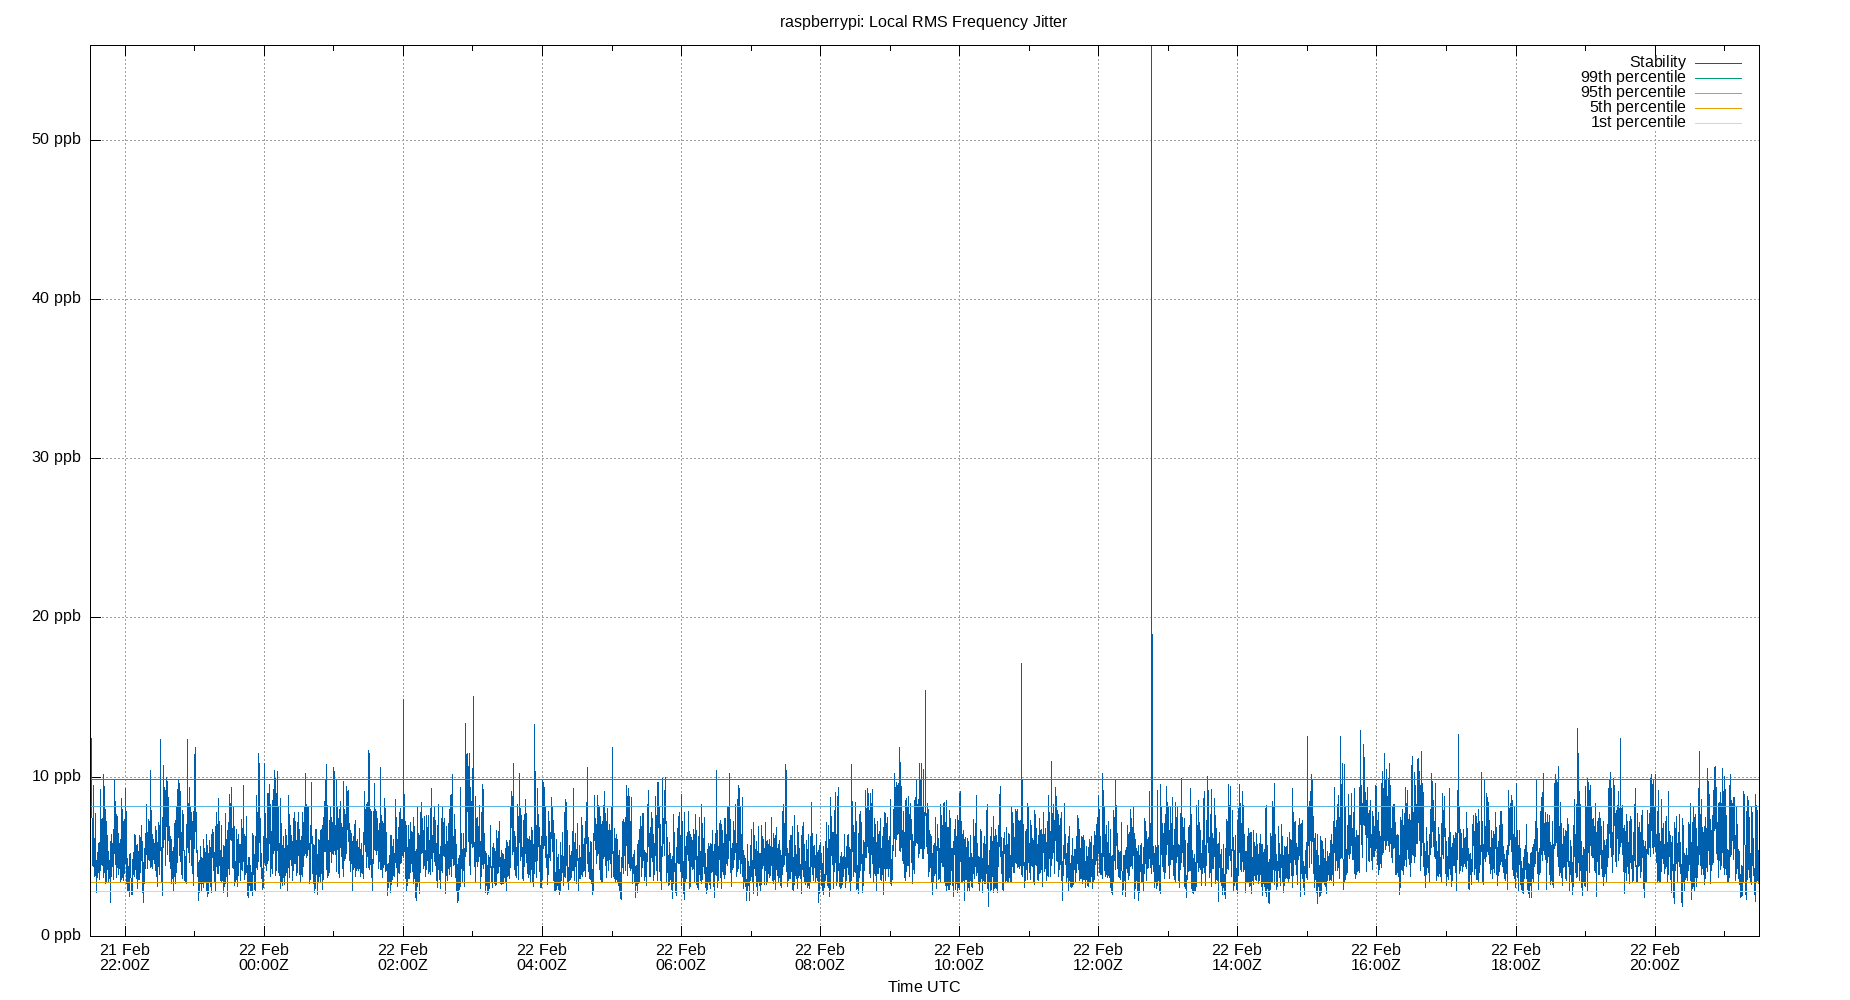 raspberrypi: Local RMS Frequency Jitter
Stability
99th percentile
95th percentile
5th percentile
1st percentile
50 ppb
40 ppb
30 ppb
20 ppb
10 ppb
0 ppb
21 Feb 22 Feb 22 Feb 22 Feb 22 Feb 22 Feb 22 Feb 22 Feb 22 Feb 22 Feb 22 Feb 22 Feb
22:00Z 00:00Z 02:00Z 04:00Z 06:00Z 08:00Z 10:00Z 12:00Z 14:00Z 16:00Z 18:00Z 20:00Z
Time UTC